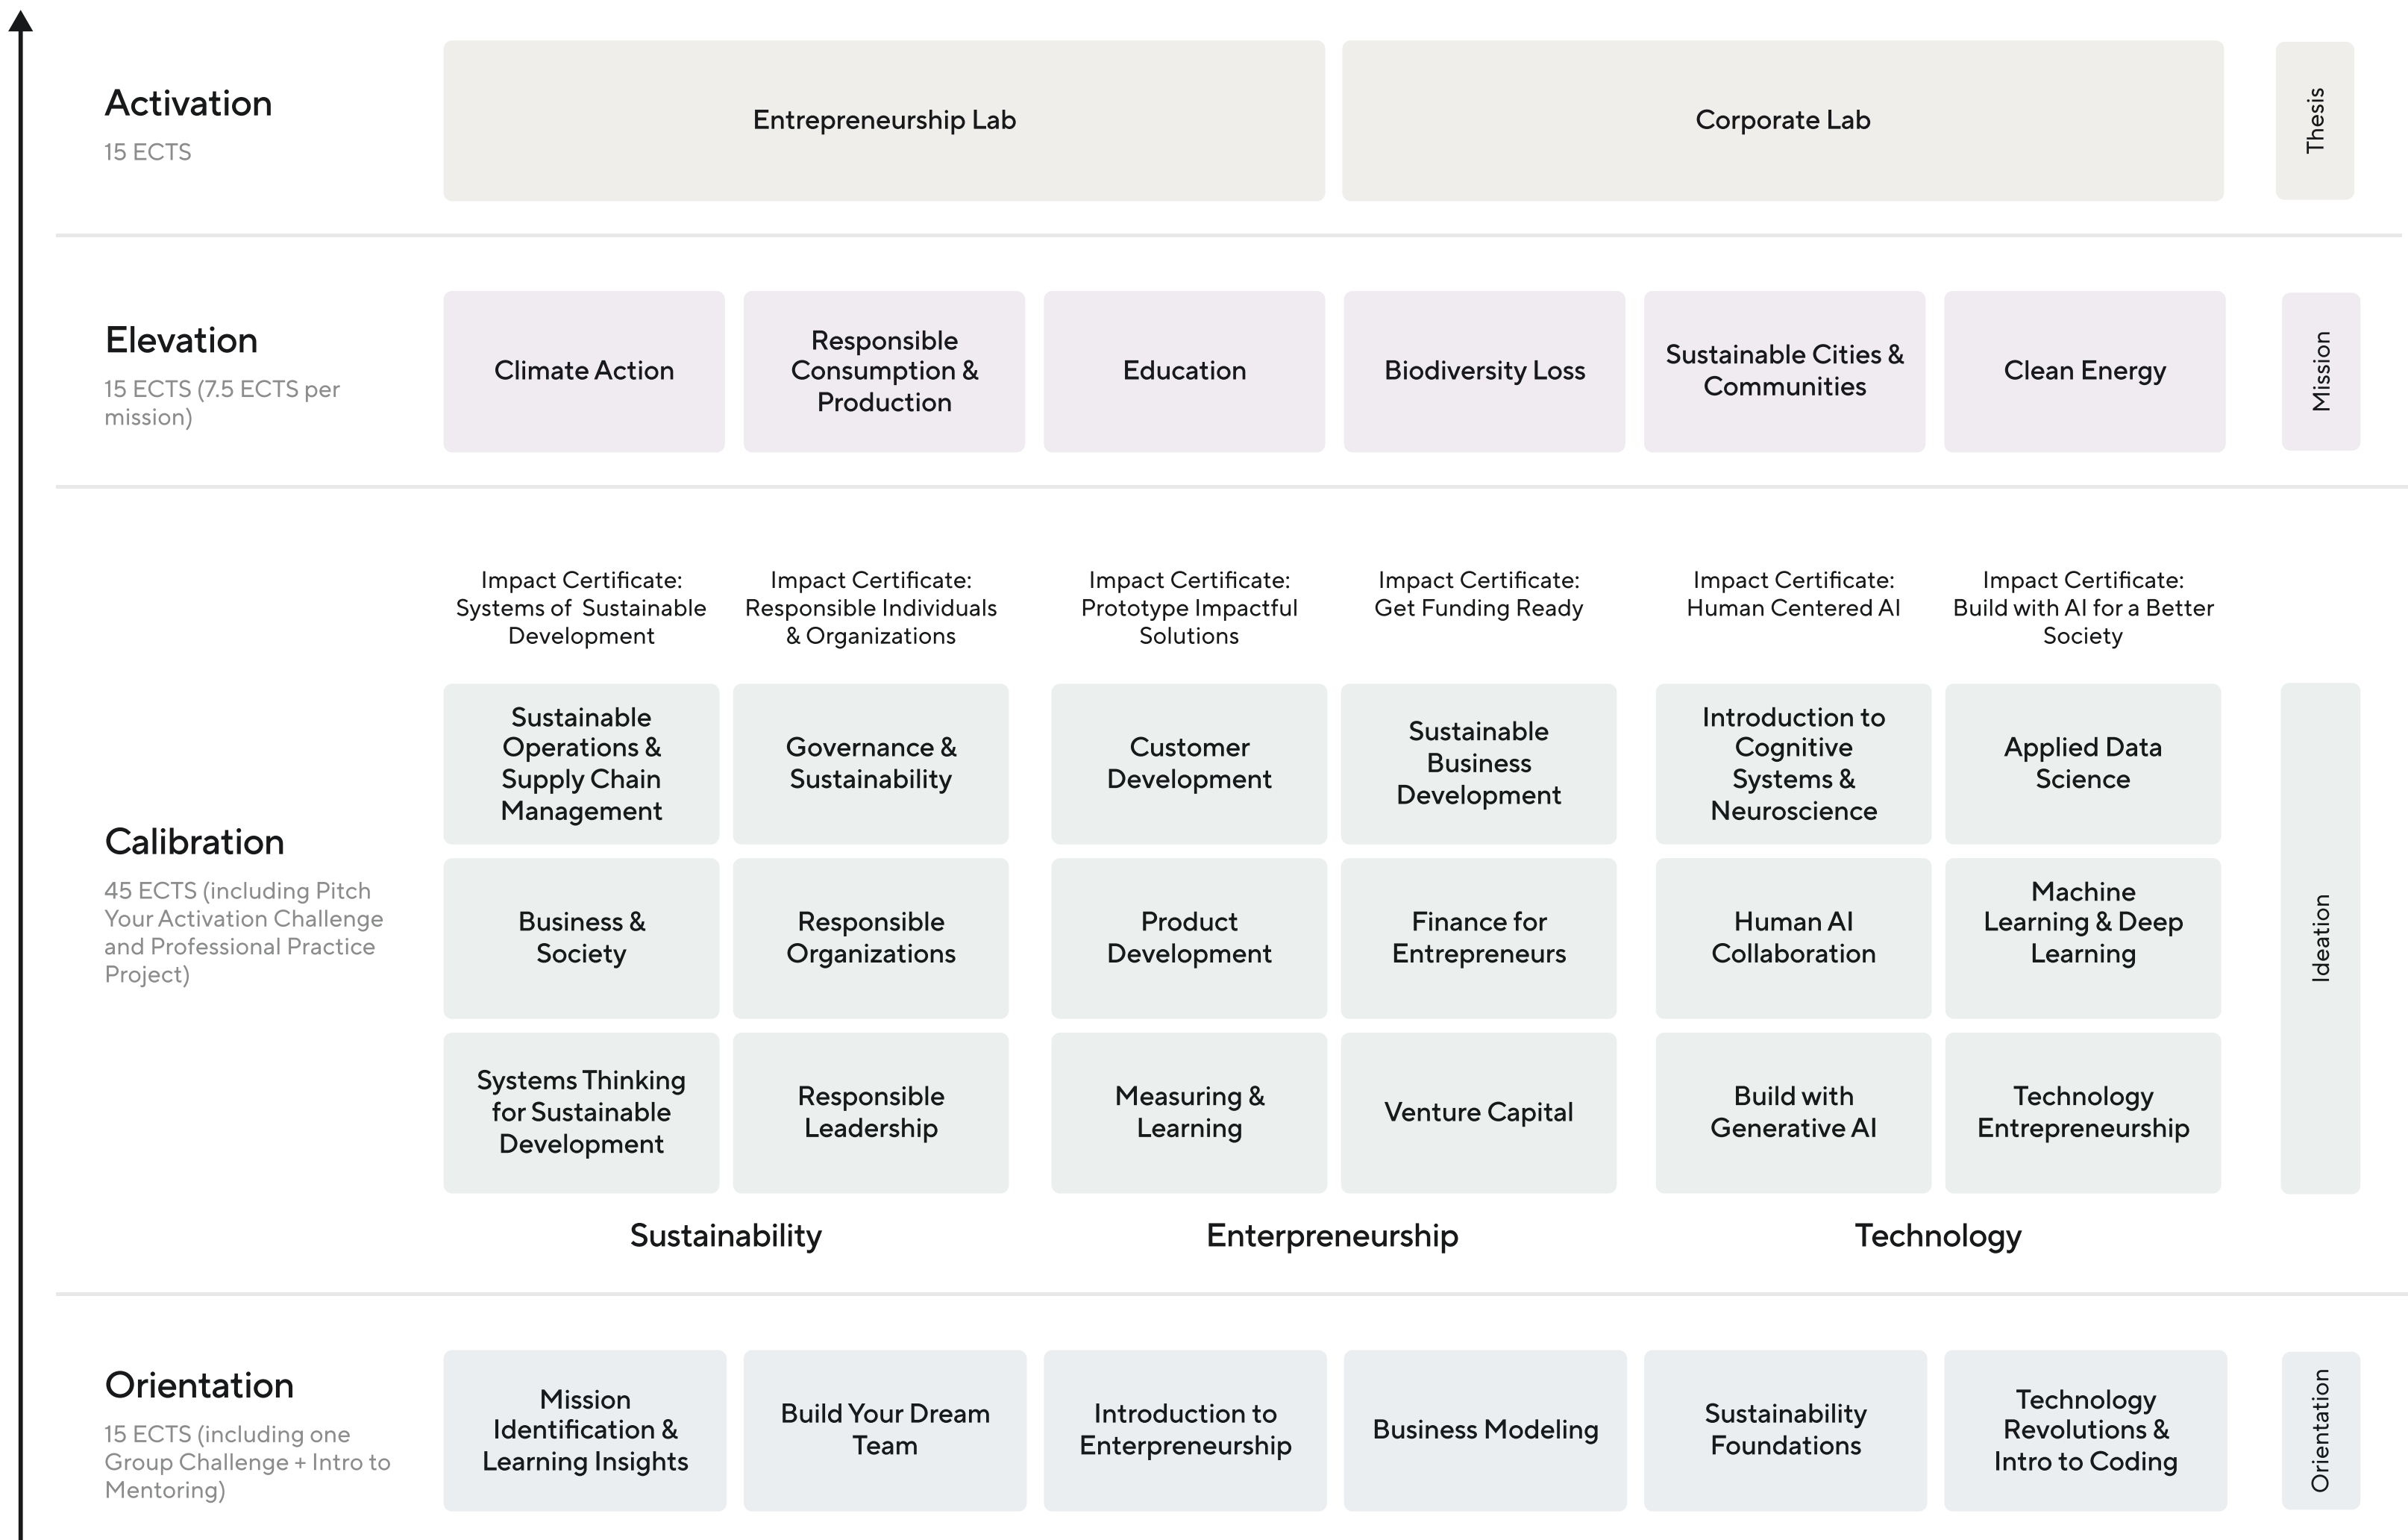 Activation
15 ECTS
Entrepreneurship Lab
Corporate Lab
Thesis
Elevation
15 ECTS (7.5 ECTS per
mission)
Climate Action
Responsible
Consumption &
Production
Education
Biodiversity Loss
Sustainable Cities &
Communities
Clean Energy
Mission
Calibration
45 ECTS (including Pitch
Your Activation Challenge
and Professional Practice
Project)
Impact Certificate:
Systems of Sustainable
Development
Impact Certificate:
Responsible Individuals
& Organizations
Impact Certificate:
Prototype Impactful
Solutions
Impact Certificate:
Get Funding Ready
Impact Certificate:
Human Centered AI
Impact Certificate:
Build with AI for a Better
Society
Sustainable
Operations &
Supply Chain
Management
Governance &
Sustainability
Customer
Development
Sustainable
Business
Development
Introduction to
Cognitive
Systems &
Neuroscience
Applied Data
Science
Business &
Society
Responsible
Organizations
Product
Development
Finance for
Entrepreneurs
Human AI
Collaboration
Machine
Learning & Deep
Learning
Systems Thinking
for Sustainable
Development
Responsible
Leadership
Measuring &
Learning
Venture Capital
Build with
Generative AI
Technology
Entrepreneurship
Ideation
Sustainability
Enterpreneurship
Technology
Orientation
15 ECTS (including one
Group Challenge + Intro to
Mentoring)
Mission
Identification &
Learning Insights
Build Your Dream
Team
Introduction to
Enterpreneurship
Business Modeling
Sustainability
Foundations
Technology
Revolutions &
Intro to Coding
Orientation